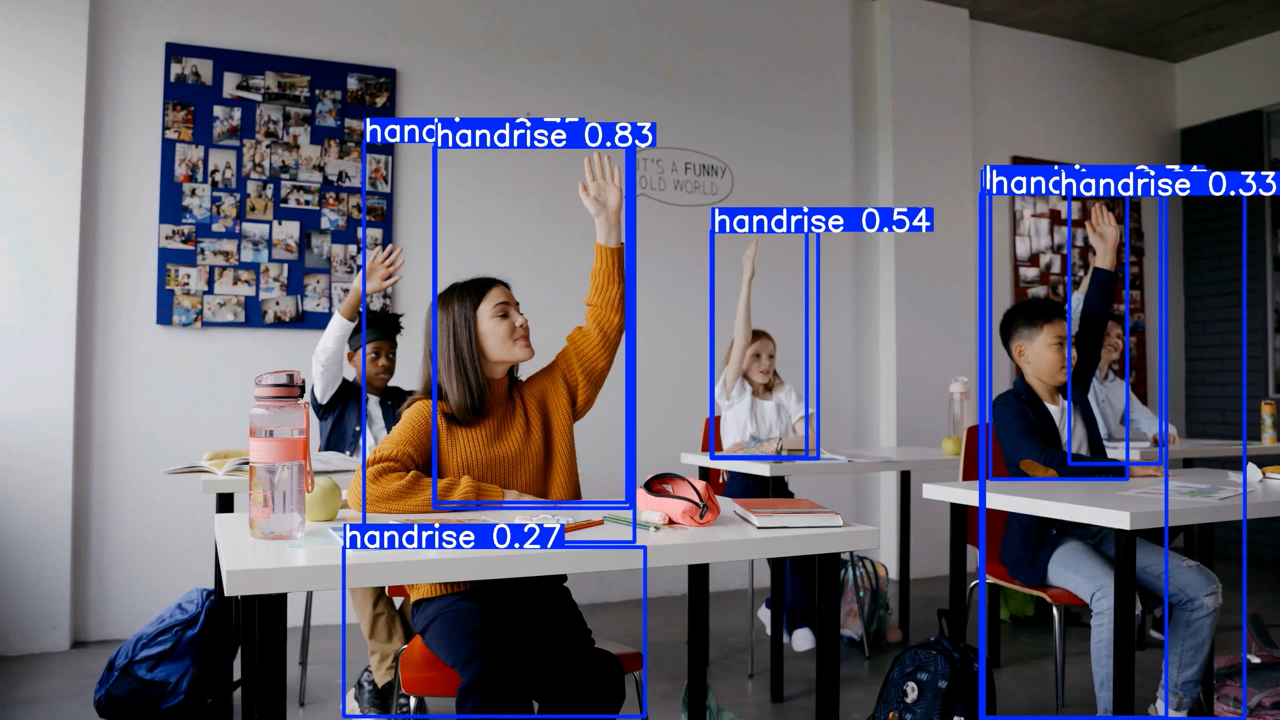 handrise 0.83
IT'S A FUNNY
OLD WORLD
handrise 0.33
handrise 0.54
handrise 0.27